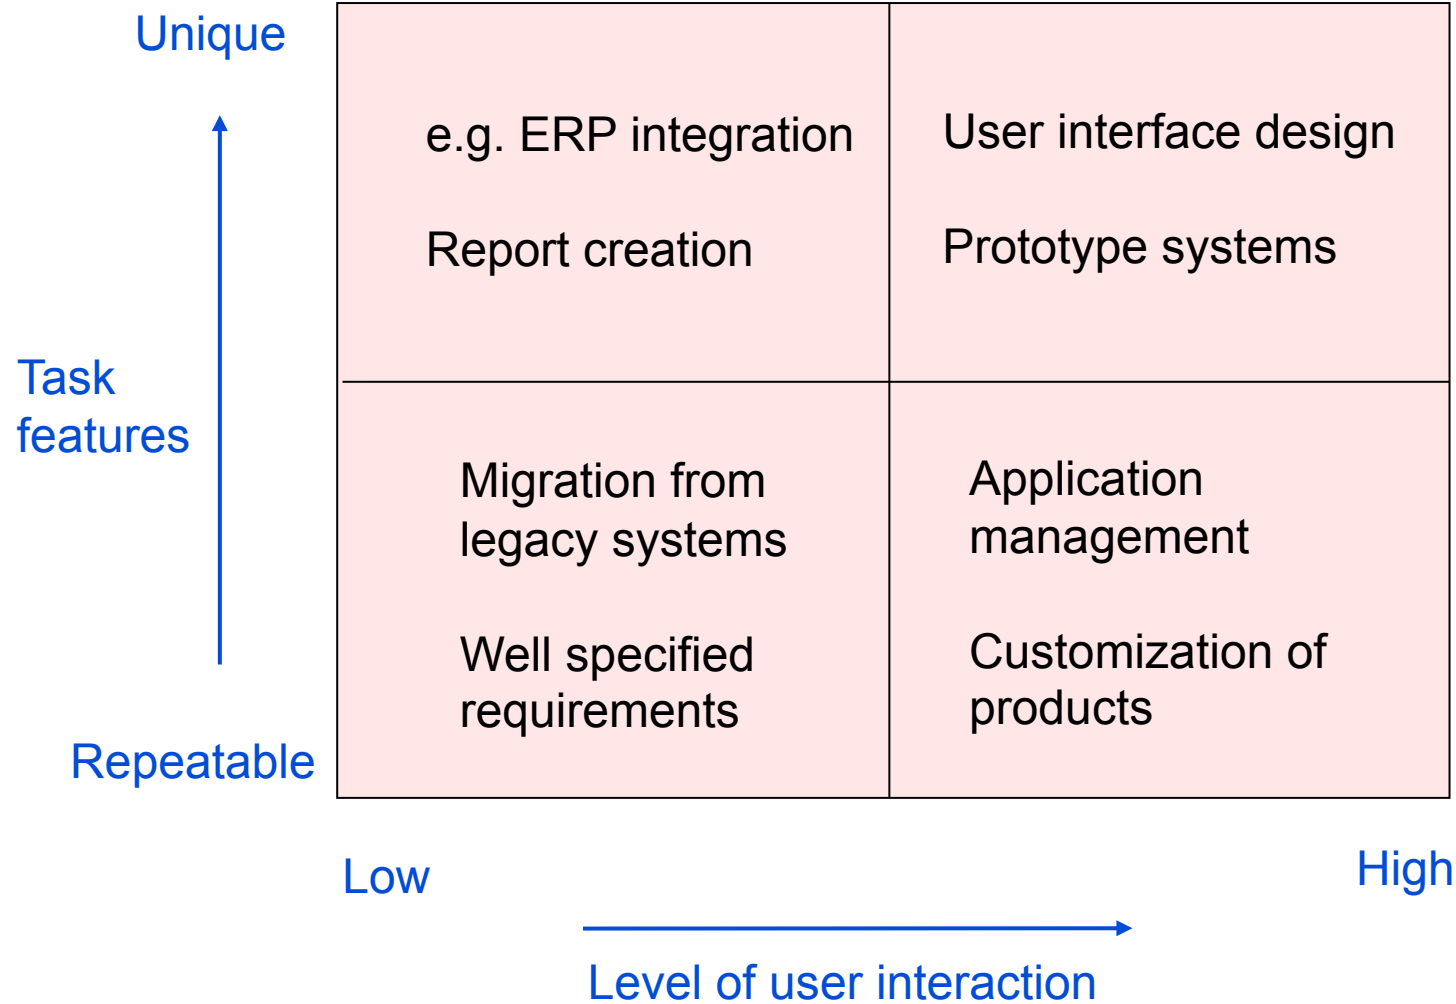 Unique
e.g. ERP integration
User interface design
Report creation
Prototype systems
Task
features
Migration from
legacy systems
Application
management
Well specified
requirements
Customization of
products
Repeatable
Low
High
Level of user interaction